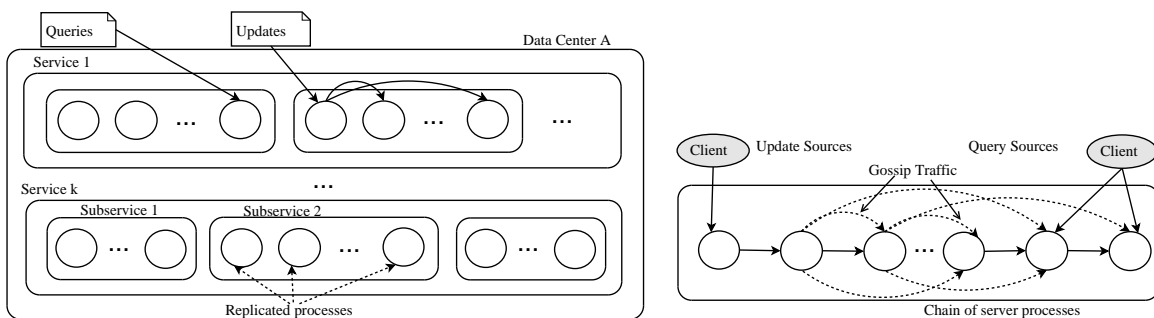 Queries
Updates
Data Center A
Service 1
...
...
...
...
Service k
Subservice 1
Subservice 2
...
...
...
Replicated processes
Client
Update Sources
Query Sources
Client
Gossip Traffic
...
Chain of server processes